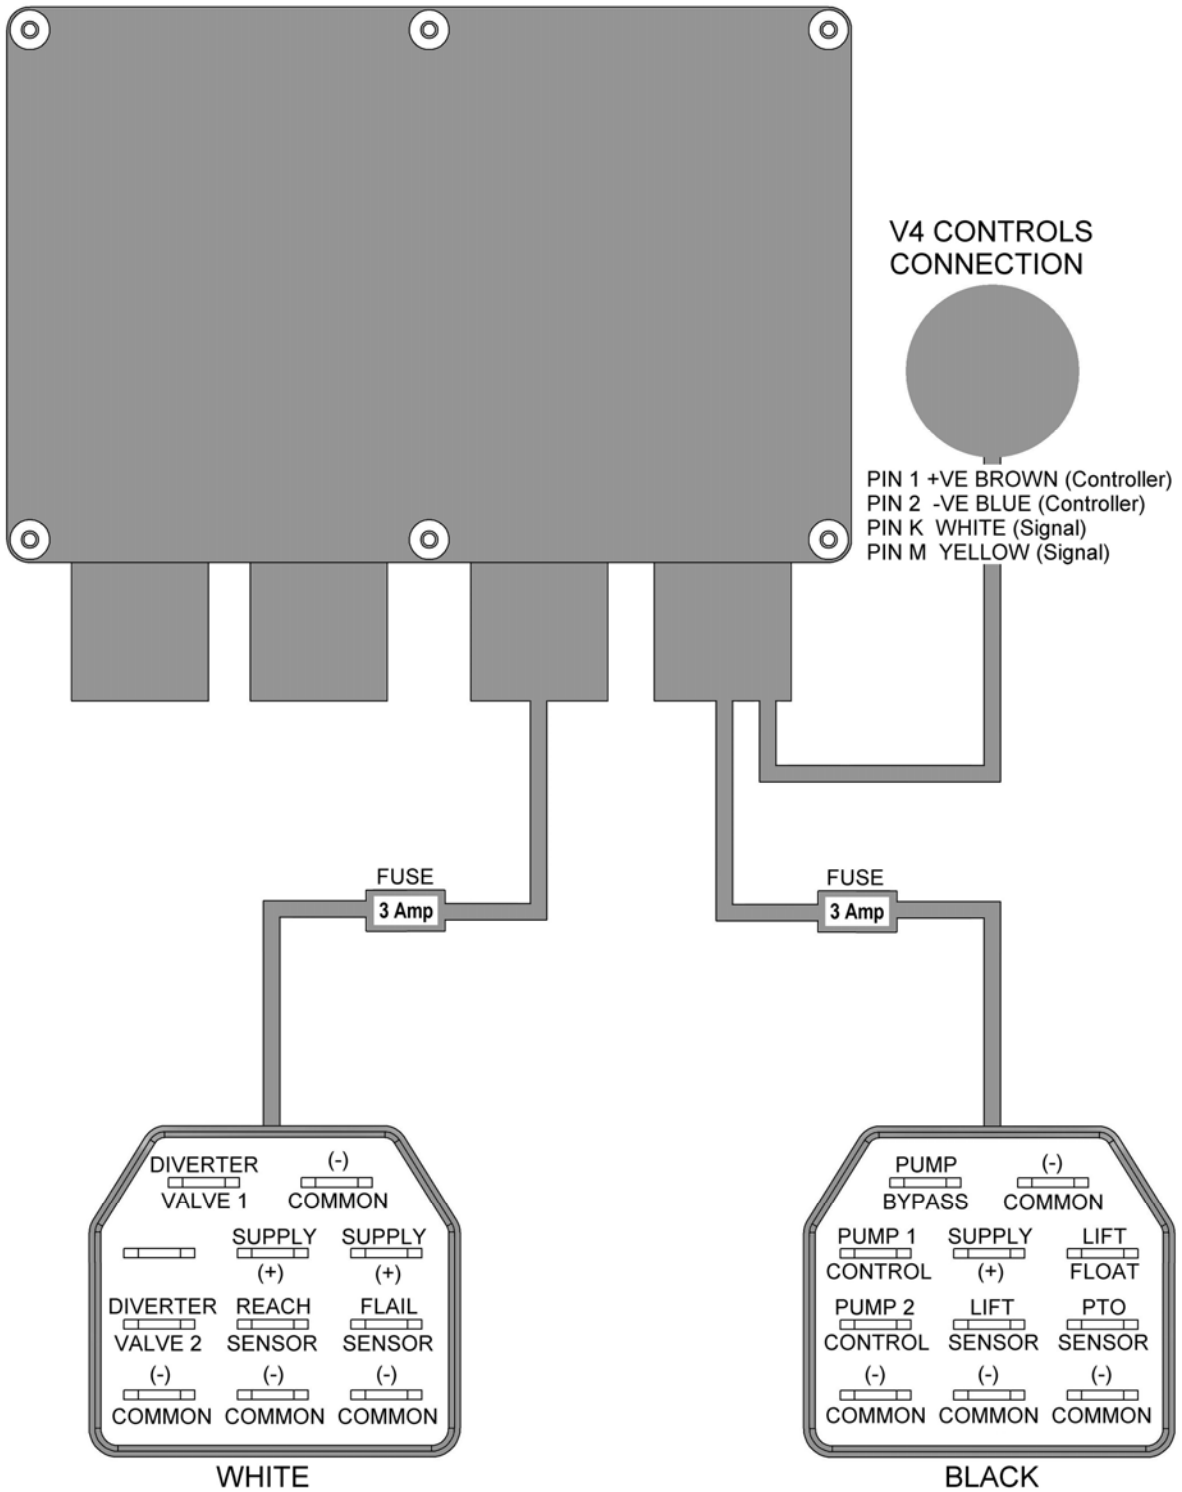 V4 CONTROLS
CONNECTION
PIN 1 +VE BROWN (Controller)
PIN 2 -VE BLUE (Controller)
PIN K WHITE (Signal)
PIN M YELLOW (Signal)
FUSE
3 Amp
FUSE
3 Amp
DIVERTER
VALVE 1
(-)
COMMON
SUPPLY
(+)
SUPPLY
(+)
DIVERTER
VALVE 2
REACH
SENSOR
FLAIL
SENSOR
(-)
COMMON
(-)
COMMON
(-)
COMMON
WHITE
PUMP
BYPASS
(-)
COMMON
PUMP 1
CONTROL
SUPPLY
(+)
LIFT
FLOAT
PUMP 2
CONTROL
LIFT
SENSOR
PTO
SENSOR
(-)
COMMON
(-)
COMMON
(-)
COMMON
BLACK